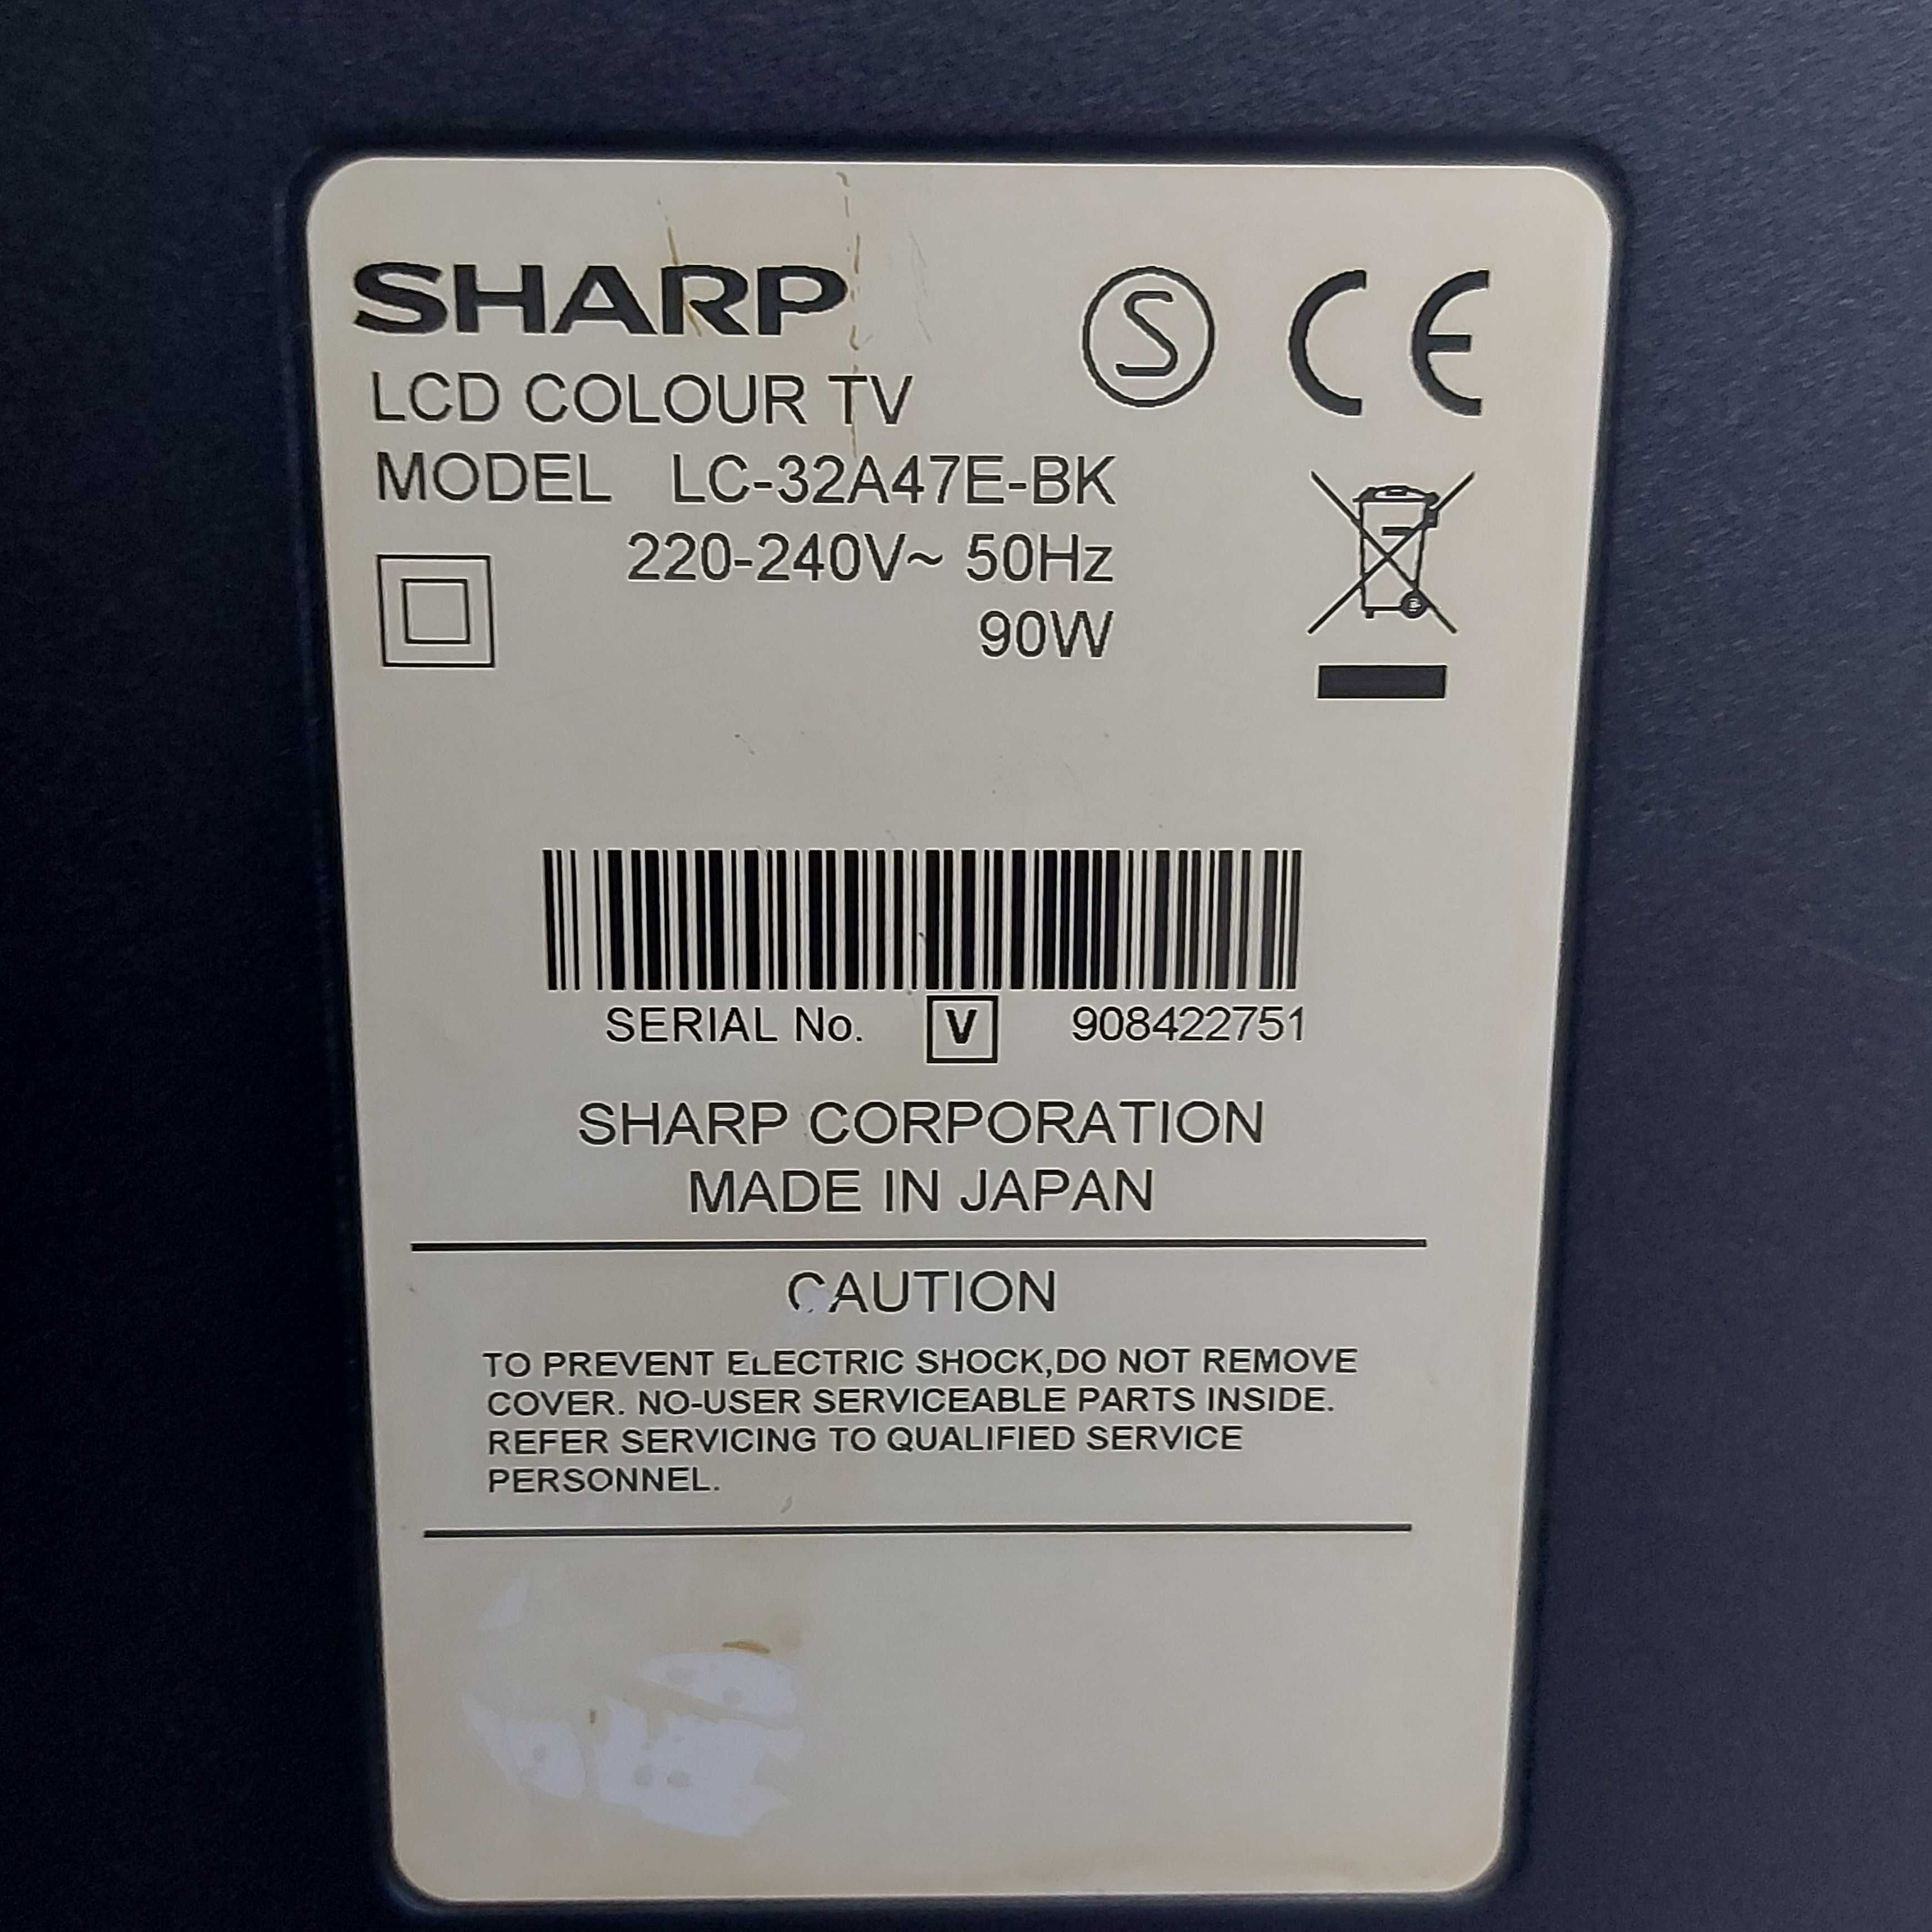 SHARP
LCD COLOUR TV
MODEL LC-32A47E-BK
220-240V~ 50Hz
90W
S CE
SERIAL No. V 908422751
SHARP CORPORATION
MADE IN JAPAN
CAUTION
TO PREVENT ELECTRIC SHOCK,DO NOT REMOVE
COVER. NO-USER SERVICEABLE PARTS INSIDE.
REFER SERVICING TO QUALIFIED SERVICE
PERSONNEL.